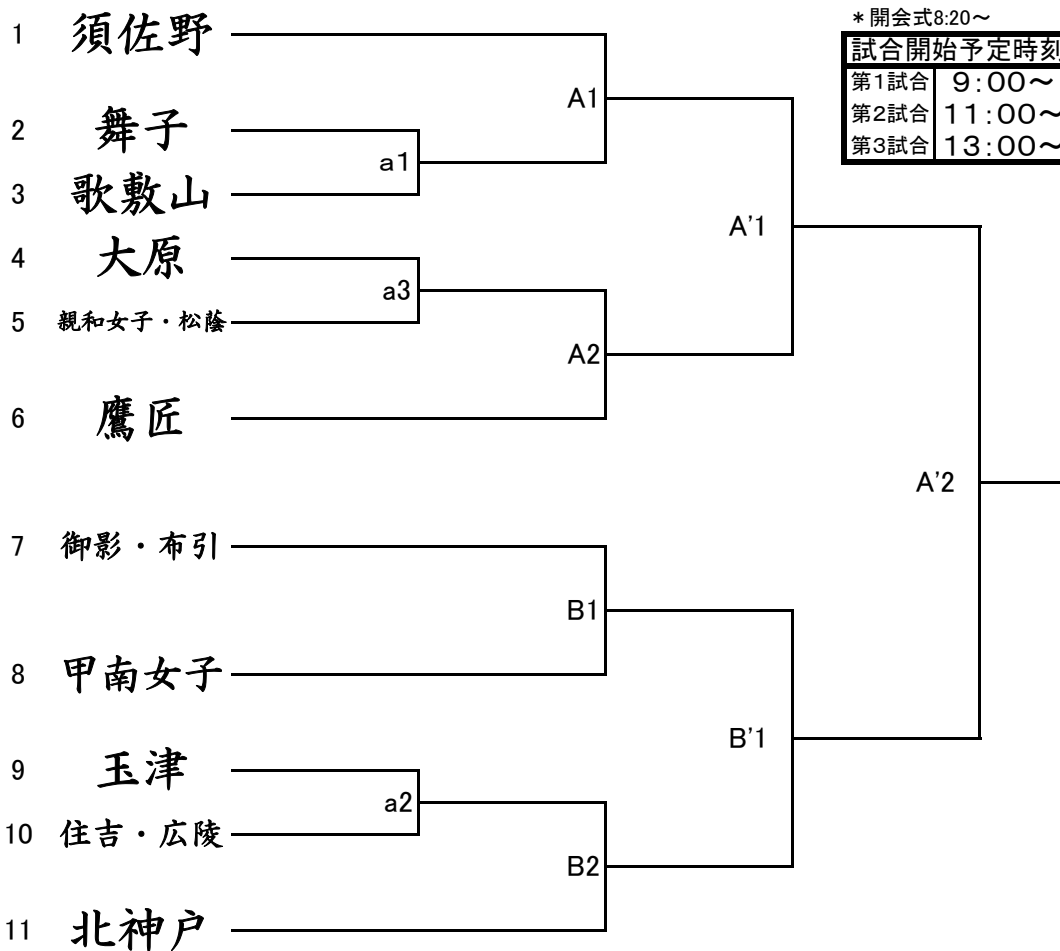 ＊開会式8:20～
試合開始予定時刻
第1試合 9：00～
第2試合 11：00～
第3試合 13：00～
1 須佐野
A1
2 舞子
a1
3 歌敷山
A'1
4 大原
a3
5 親和女子・松蔭
A2
6 鷹匠
A'2
7 御影・布引
B1
8 甲南女子
B'1
9 玉津
a2
10 住吉・広陵
B2
11 北神戸